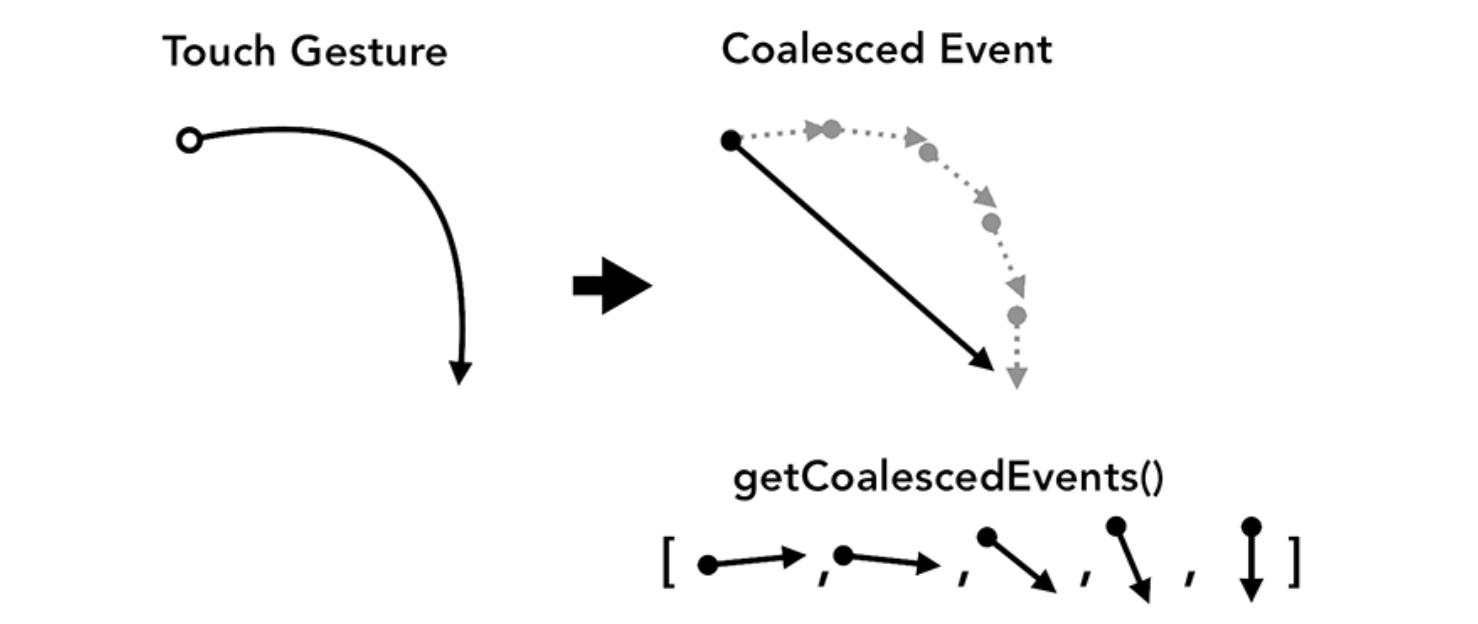 Touch Gesture
Coalesced Event
getCoalescedEvents()
[ , , , , ]